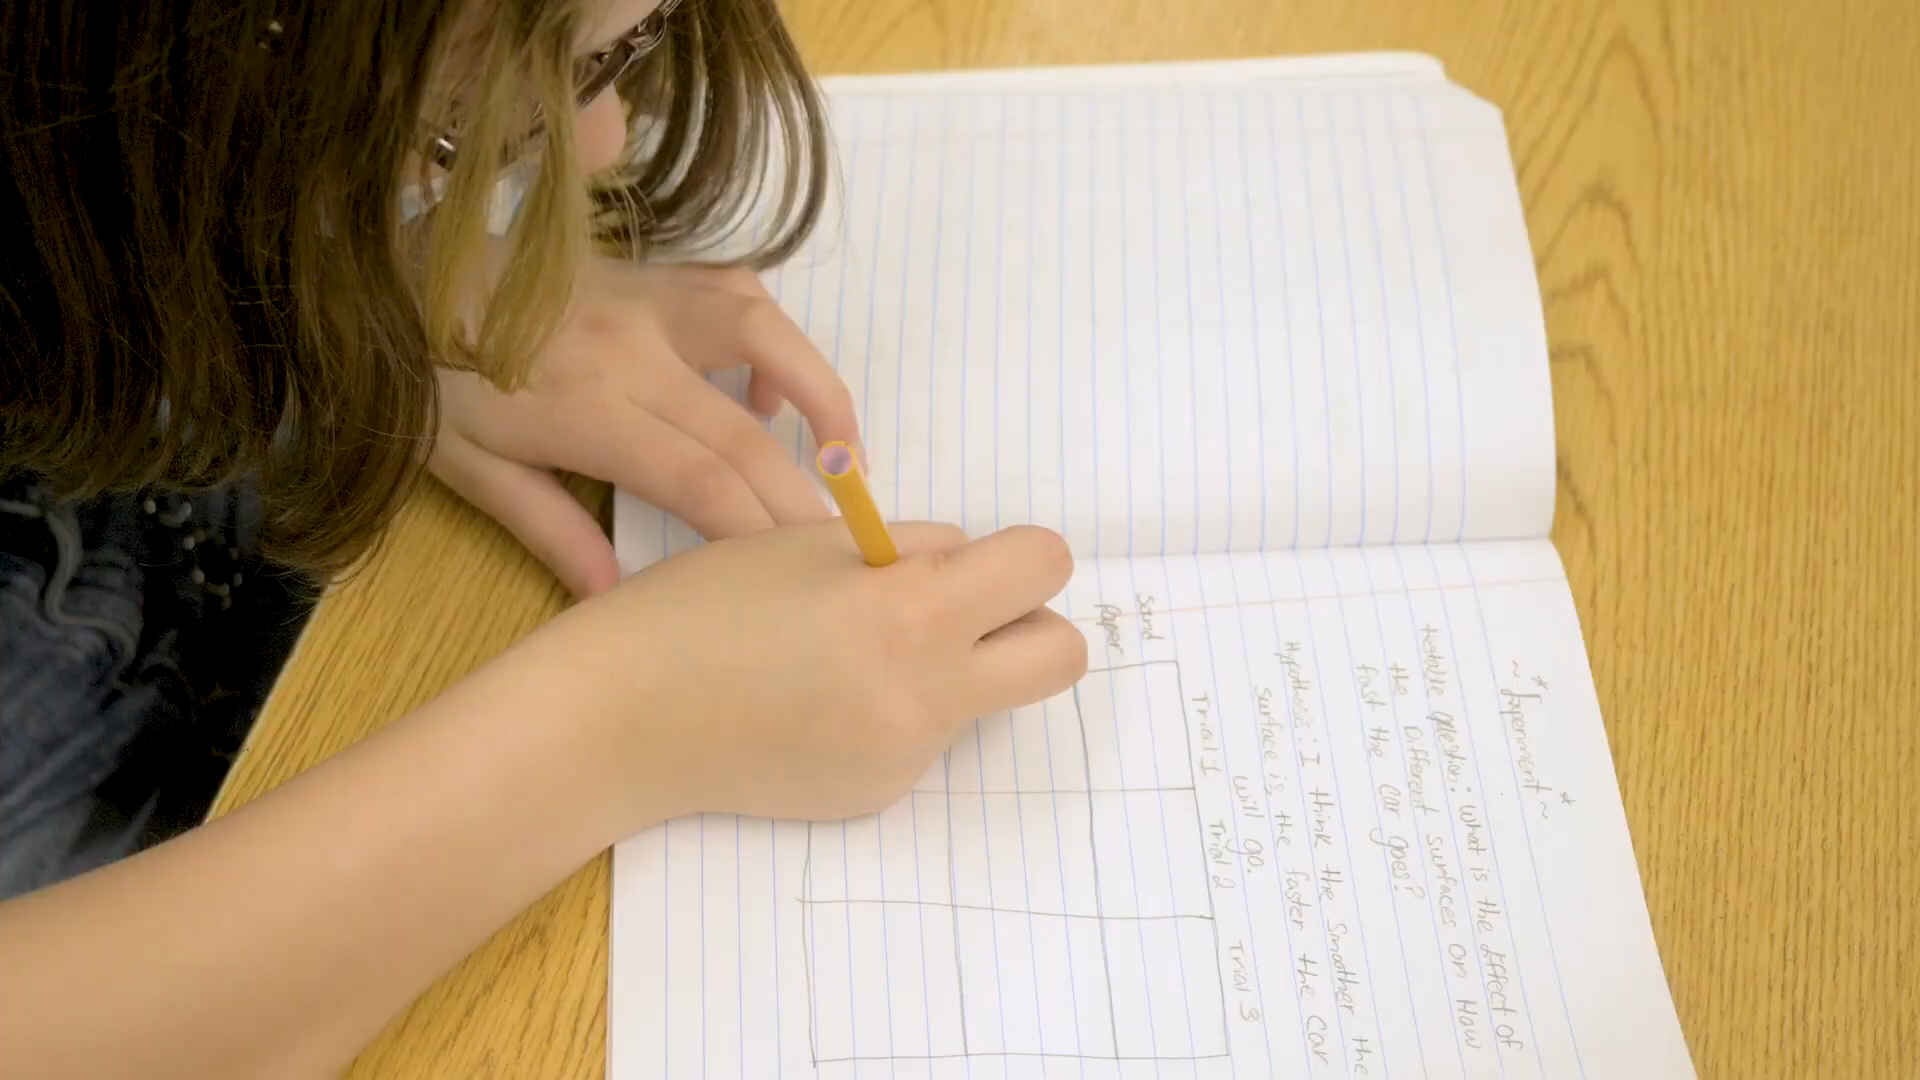 * ~ Experiment ~ *
testable question: What is the Effect of
the Different surfaces on How
fast the car goes?
Hypothesis: I think the Smoother the
surface is, the faster the car
will go.
Trial 1 Trial 2 Trial 3
Sand
Paper